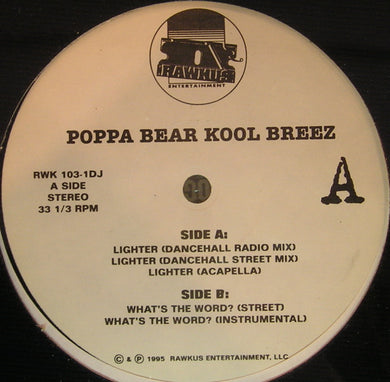 RAWKUS
ENTERTAINMENT
POPPA BEAR KOOL BREEZ
RWK 103-1DJ
A SIDE
STEREO
33 1/3 RPM
A
SIDE A:
LIGHTER (DANCEHALL RADIO MIX)
LIGHTER (DANCEHALL STREET MIX)
LIGHTER (ACAPELLA)
SIDE B:
WHAT'S THE WORD? (STREET)
WHAT'S THE WORD? (INSTRUMENTAL)
© & ℗ 1995 RAWKUS ENTERTAINMENT, LLC